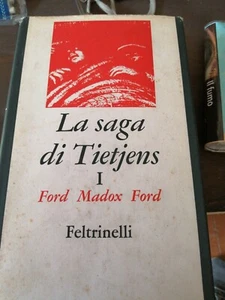 La saga
di Tietjens
I
Ford Madox Ford
Feltrinelli
Il fumo